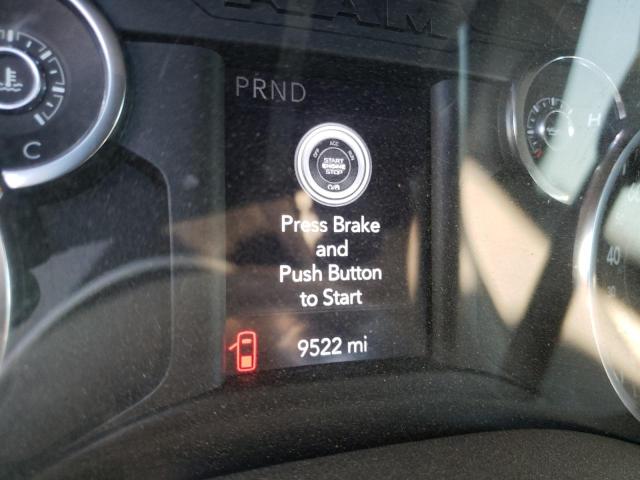 RAM
PRND
OFF ACC RUN
START
ENGINE
STOP
Press Brake
and
Push Button
to Start
9522 mi
C
H
40